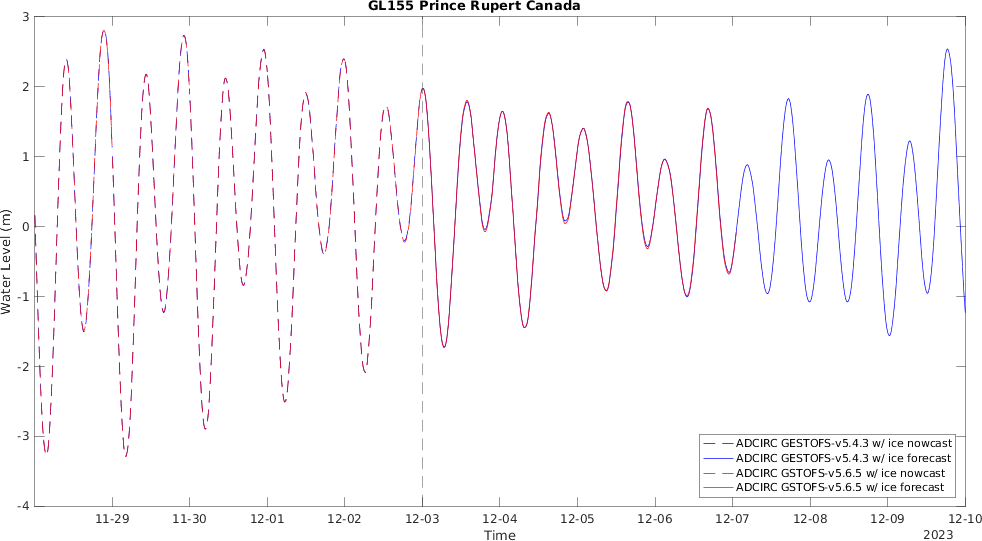 GL155 Prince Rupert Canada
3
2
1
0
-1
-2
-3
-4
Water Level (m)
ADCIRC GESTOFS-v5.4.3 w/ ice nowcast
ADCIRC GESTOFS-v5.4.3 w/ ice forecast
ADCIRC GSTOFS-v5.6.5 w/ ice nowcast
ADCIRC GSTOFS-v5.6.5 w/ ice forecast
11-29 11-30 12-01 12-02 12-03 12-04 12-05 12-06 12-07 12-08 12-09 12-10
Time
2023